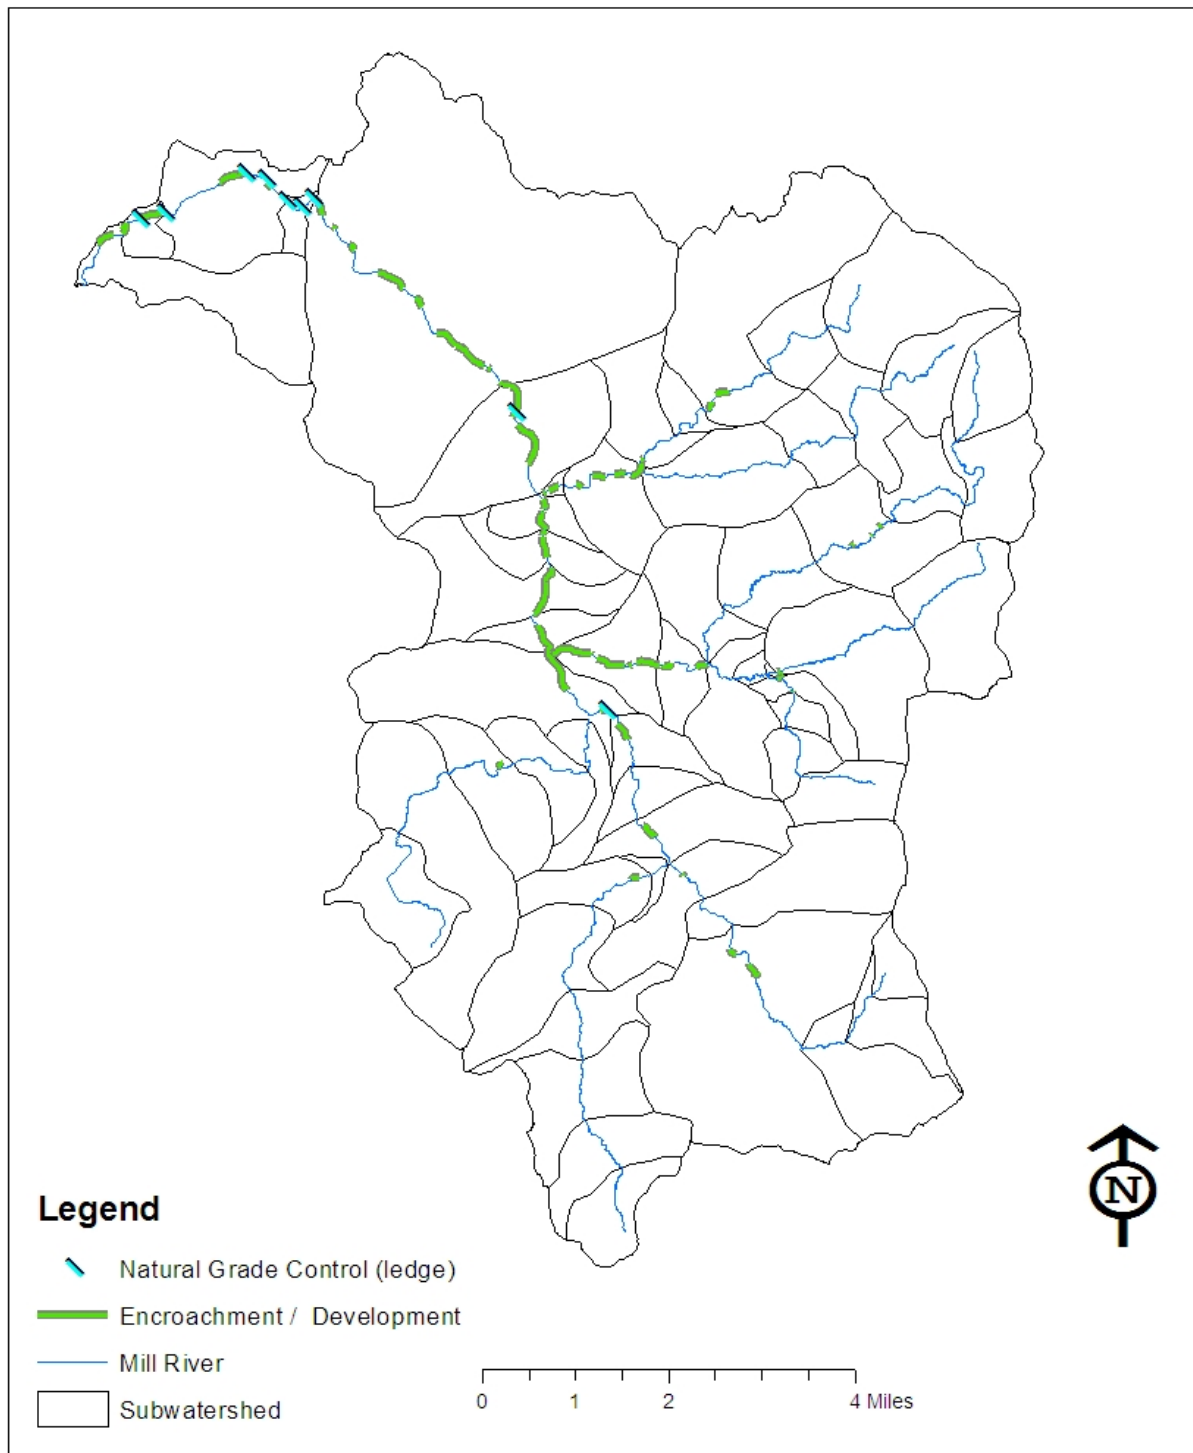 N
Legend
Natural Grade Control (ledge)
Encroachment / Development
Mill River
Subwatershed
0 1 2 4 Miles